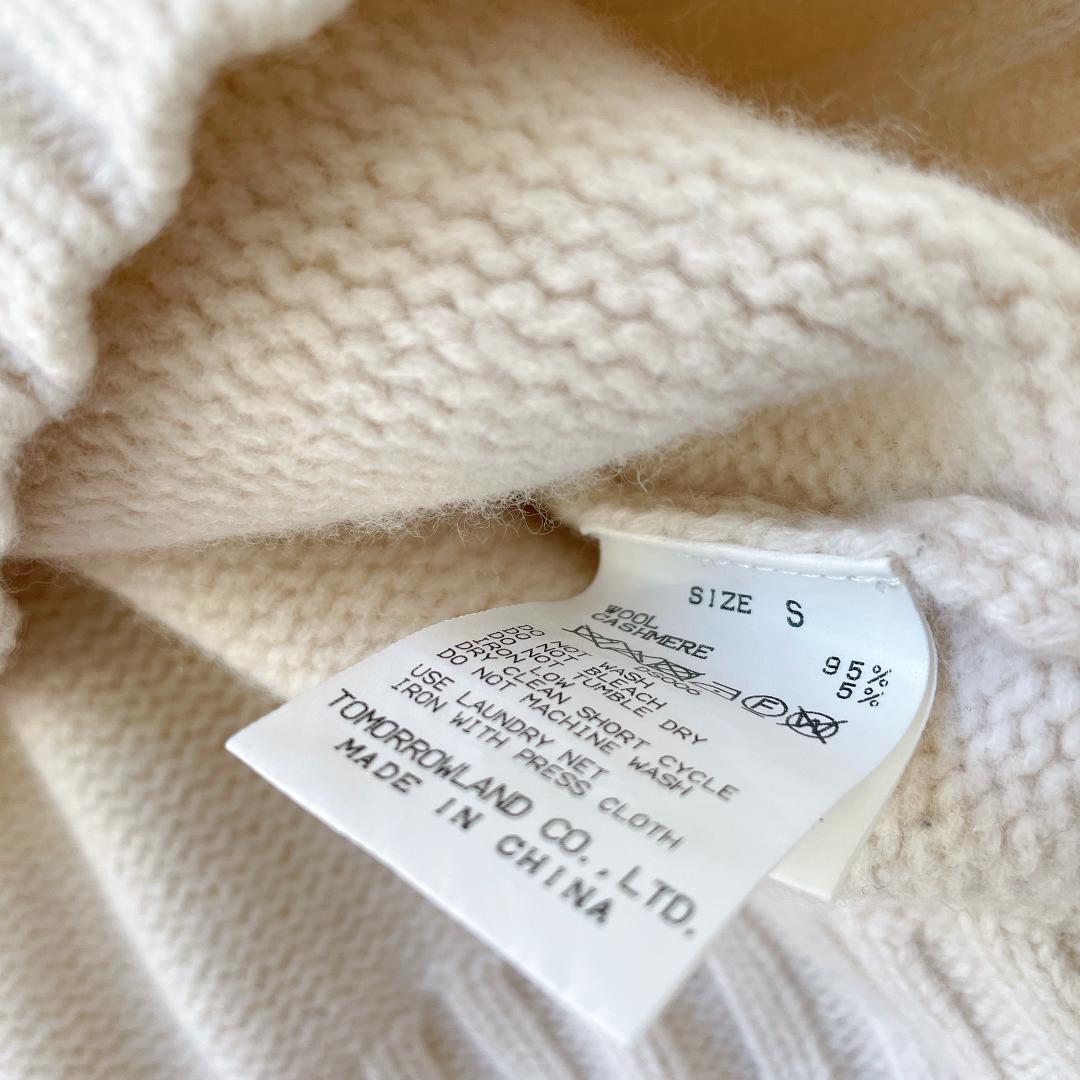 SIZE S
WOOL 95%
CASHMERE 5%
DO NOT WASH
DO NOT BLEACH
DO NOT TUMBLE DRY
IRON LOW
DRY CLEAN SHORT CYCLE
DO NOT MACHINE WASH
USE LAUNDRY NET
IRON WITH PRESS CLOTH
TOMORROWLAND CO.,LTD.
MADE IN CHINA